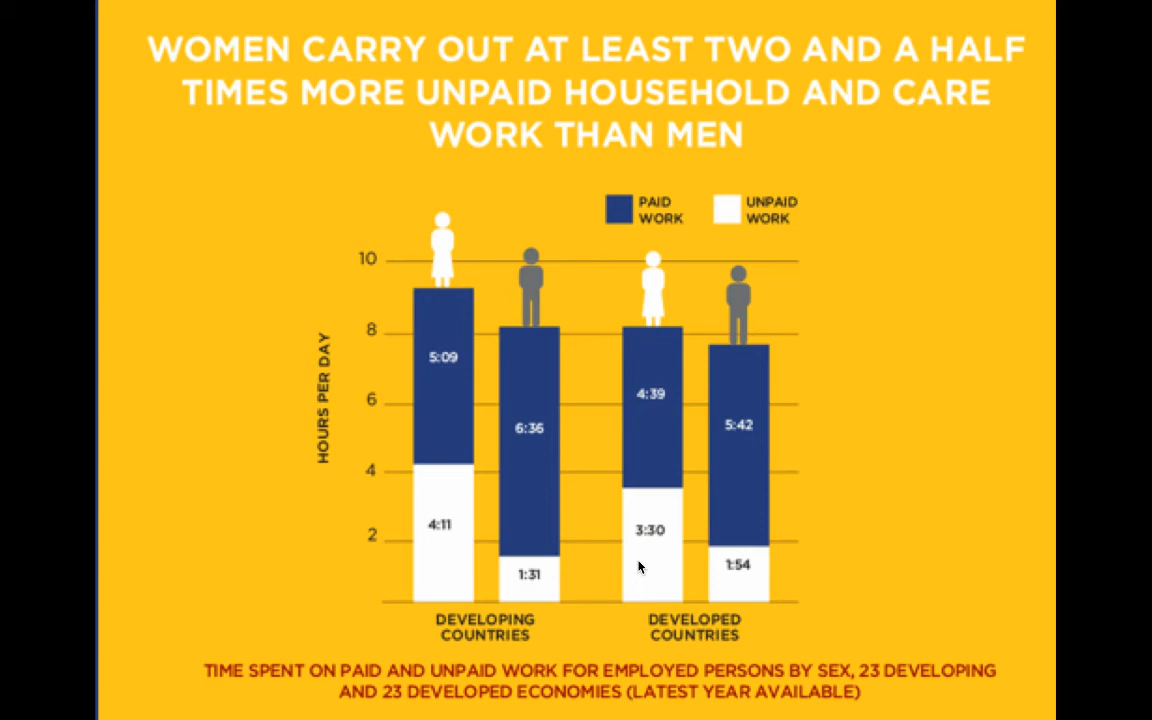 WOMEN CARRY OUT AT LEAST TWO AND A HALF
TIMES MORE UNPAID HOUSEHOLD AND CARE
WORK THAN MEN
PAID
WORK
UNPAID
WORK
HOURS PER DAY
10
8
6
4
2
5:09
4:11
6:36
1:31
4:39
3:30
5:42
1:54
DEVELOPING
COUNTRIES
DEVELOPED
COUNTRIES
TIME SPENT ON PAID AND UNPAID WORK FOR EMPLOYED PERSONS BY SEX, 23 DEVELOPING
AND 23 DEVELOPED ECONOMIES (LATEST YEAR AVAILABLE)